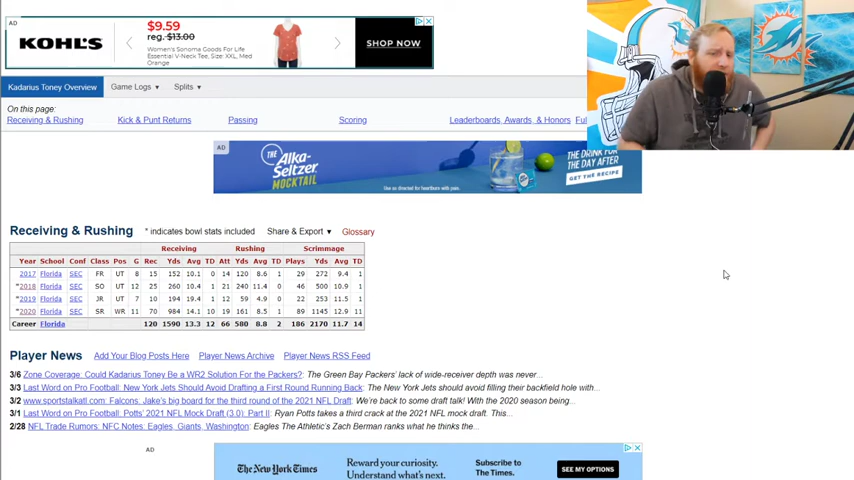 AD
KOHL'S
$9.59
reg. $13.00
Women's Sonoma Goods For Life
Essential V-Neck Tee, Size: XXL, Med
Orange
SHOP NOW
Kadarius Toney Overview Game Logs ▼ Splits ▼
On this page:
Receiving & Rushing Kick & Punt Returns Passing Scoring Leaderboards, Awards, & Honors Ful
AD
THE
Alka-
Seltzer
MOCKTAIL
Use as directed for heartburn with pain.
THE DRINK FOR
THE DAY AFTER
GET THE RECIPE
Receiving & Rushing * indicates bowl stats included Share & Export ▼ Glossary
Receiving Rushing Scrimmage
Year School Conf Class Pos G Rec Yds Avg TD Att Yds Avg TD Plays Yds Avg TD
2017 Florida SEC FR UT 8 15 152 10.1 0 14 120 8.6 1 29 272 9.4 1
*2018 Florida SEC SO UT 12 25 260 10.4 1 21 240 11.4 0 46 500 10.9 1
*2019 Florida SEC JR UT 7 10 194 19.4 1 12 59 4.9 0 22 253 11.5 1
*2020 Florida SEC SR WR 11 70 984 14.1 10 19 161 8.5 1 89 1145 12.9 11
Career Florida 120 1590 13.3 12 66 580 8.8 2 186 2170 11.7 14
Player News Add Your Blog Posts Here Player News Archive Player News RSS Feed
3/6 Zone Coverage: Could Kadarius Toney Be a WR2 Solution For the Packers? The Green Bay Packers' lack of wide-receiver depth was never...
3/3 Last Word on Pro Football: New York Jets Should Avoid Drafting a First Round Running Back The New York Jets should avoid filling their backfield hole with...
3/2 www.sportstalkatl.com: Falcons: Jake's big board for the third round of the 2021 NFL Draft We're back to some draft talk! With the 2020 season being...
3/1 Last Word on Pro Football: Potts' 2021 NFL Mock Draft (3.0): Part II Ryan Potts takes a third crack at the 2021 NFL mock draft. This...
2/28 NFL Trade Rumors: NFC Notes: Eagles, Giants, Washington Eagles The Athletic's Zach Berman ranks what he thinks the...
AD
The New York Times
Reward your curiosity.
Understand what's next.
Subscribe to
The Times.
SEE MY OPTIONS